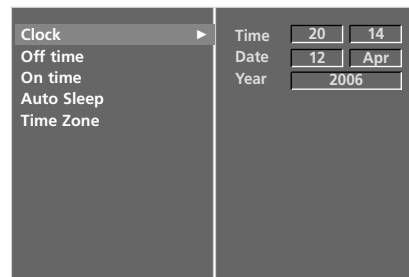 Clock ►
Off time
On time
Auto Sleep
Time Zone
Time 20 14
Date 12 Apr
Year 2006